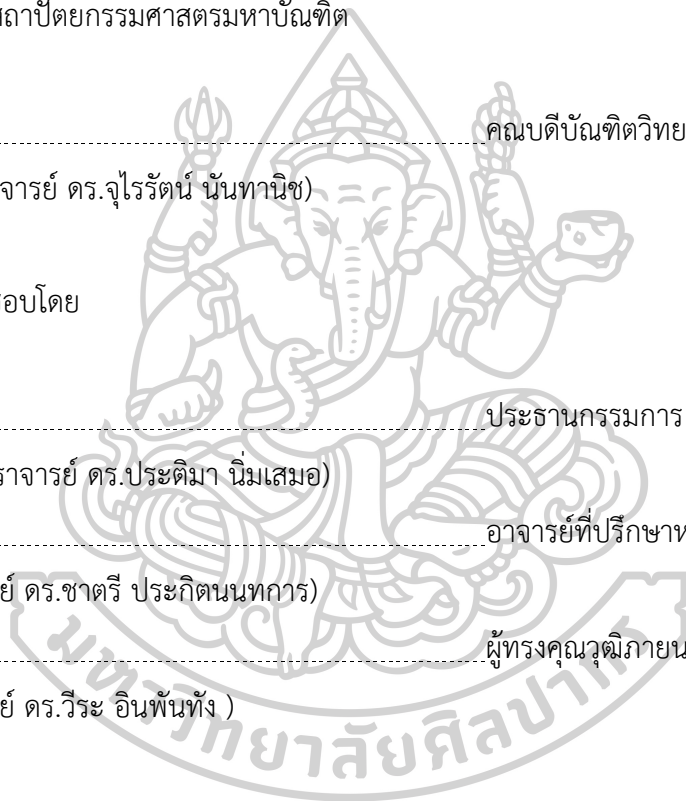 สถาปัตยกรรมศาสตรมหาบัณฑิต
คณบดีบัณฑิตวิทย
จารย์ ดร.จุไรรัตน์ นันทานิช)
อบโดย
ประธานกรรมการ
ราจารย์ ดร.ประติมา นิ่มเสมอ)
อาจารย์ที่ปรึกษาห
ย์ ดร.ชาตรี ประกิตนนทการ)
ผู้ทรงคุณวุฒิภายน
ย์ ดร.วีระ อินพันทัง )
มหาวิทยาลัยศิลปากร